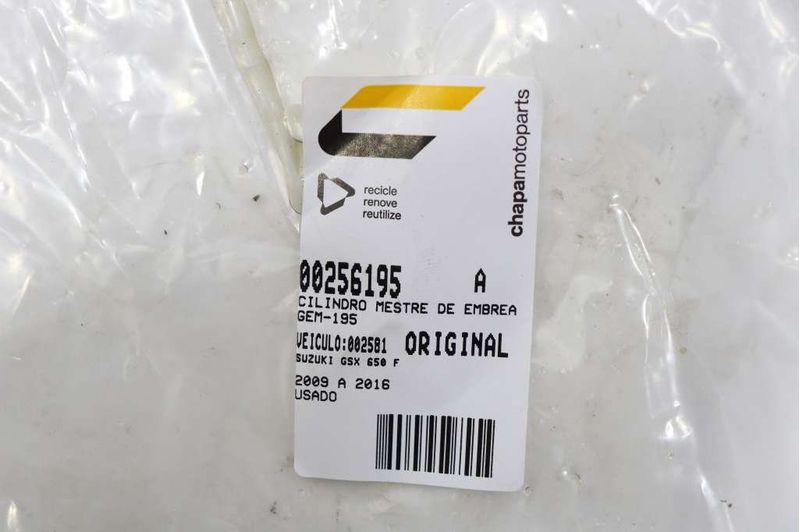 chapamotoparts
recicle
renove
reutilize
00256195 A
CILINDRO MESTRE DE EMBREA
GEM-195
VEICULO:002581 ORIGINAL
SUZUKI GSX 650 F
2009 A 2016
USADO